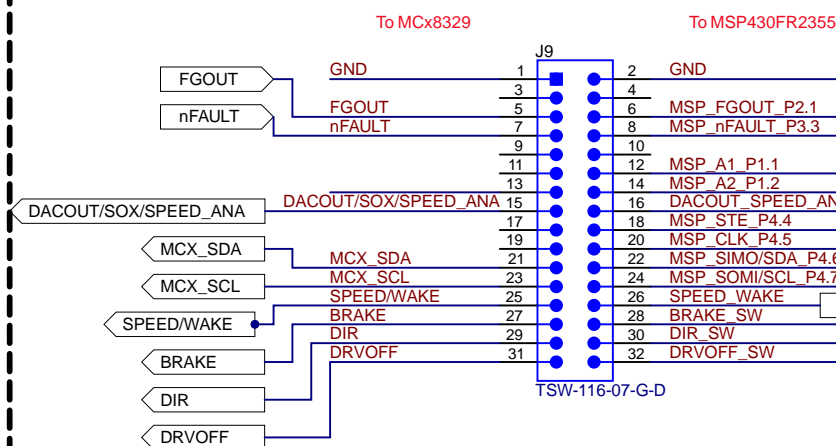 To MCx8329 To MSP430FR2355
J9
FGOUT GND 1 2 GND
3 4
nFAULT FGOUT 5 6 MSP_FGOUT_P2.1
nFAULT 7 8 MSP_nFAULT_P3.3
9 10
11 12 MSP_A1_P1.1
13 14 MSP_A2_P1.2
DACOUT/SOX/SPEED_ANA DACOUT/SOX/SPEED_ANA 15 16 DACOUT_SPEED_AN
17 18 MSP_STE_P4.4
MCX_SDA 19 20 MSP_CLK_P4.5
MCX_SDA 21 22 MSP_SIMO/SDA_P4.6
MCX_SCL MCX_SCL 23 24 MSP_SOMI/SCL_P4.7
SPEED/WAKE 25 26 SPEED_WAKE
SPEED/WAKE BRAKE 27 28 BRAKE_SW
DIR 29 30 DIR_SW
BRAKE DRVOFF 31 32 DRVOFF_SW
TSW-116-07-G-D
DIR
DRVOFF